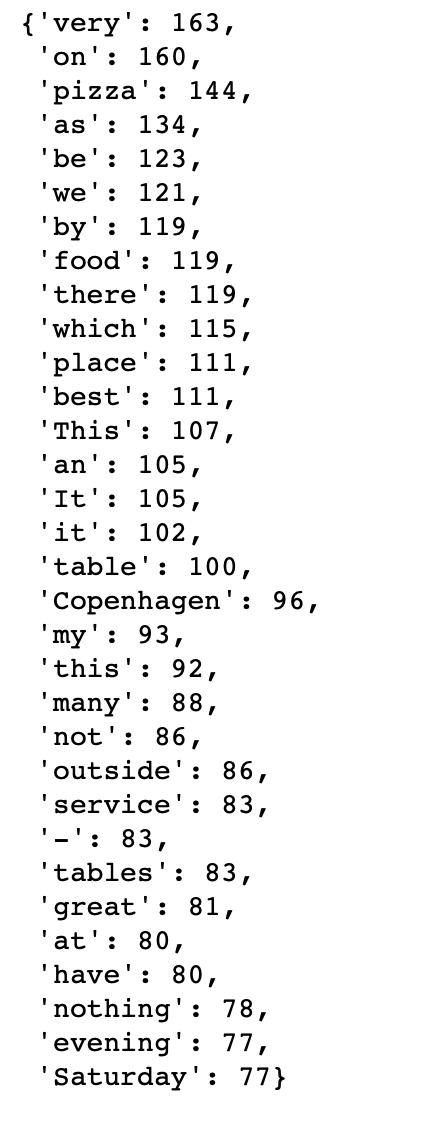 {'very': 163,
'on': 160,
'pizza': 144,
'as': 134,
'be': 123,
'we': 121,
'by': 119,
'food': 119,
'there': 119,
'which': 115,
'place': 111,
'best': 111,
'This': 107,
'an': 105,
'It': 105,
'it': 102,
'table': 100,
'Copenhagen': 96,
'my': 93,
'this': 92,
'many': 88,
'not': 86,
'outside': 86,
'service': 83,
'-': 83,
'tables': 83,
'great': 81,
'at': 80,
'have': 80,
'nothing': 78,
'evening': 77,
'Saturday': 77}